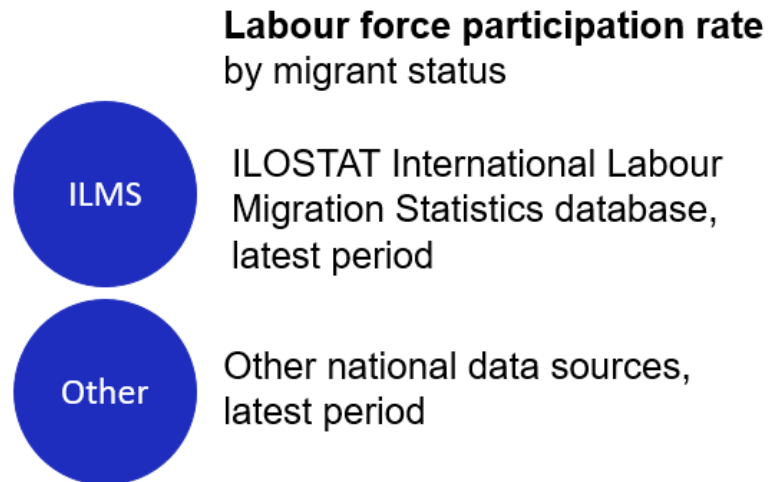 Labour force participation rate
by migrant status
ILMS
ILOSTAT International Labour
Migration Statistics database,
latest period
Other
Other national data sources,
latest period